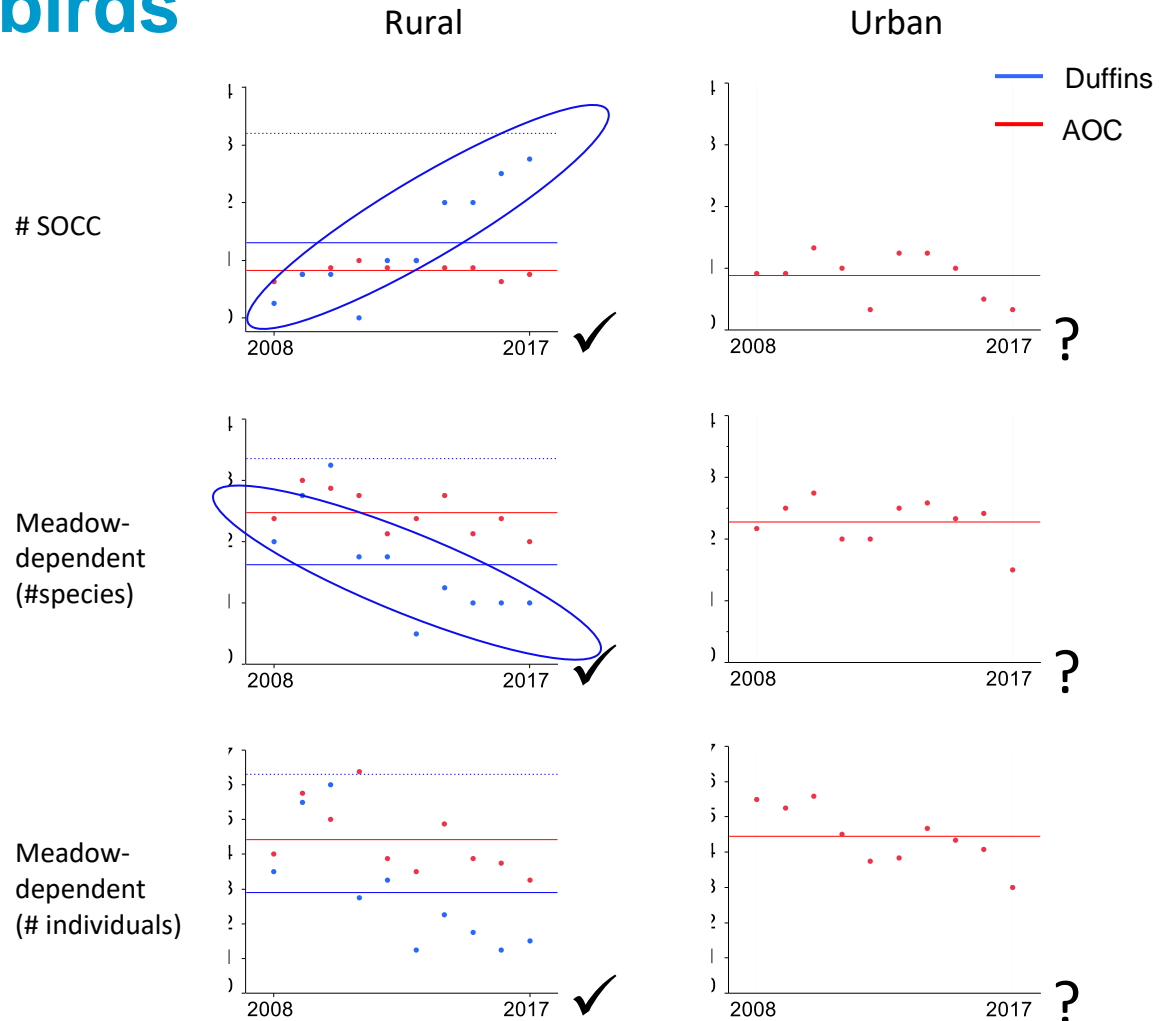 birds
Rural
Urban
Duffins
AOC
# SOCC
2008 2017
2008 2017 ?
Meadow-
dependent
(#species)
2008 2017
2008 2017 ?
Meadow-
dependent
(# individuals)
2008 2017
2008 2017 ?